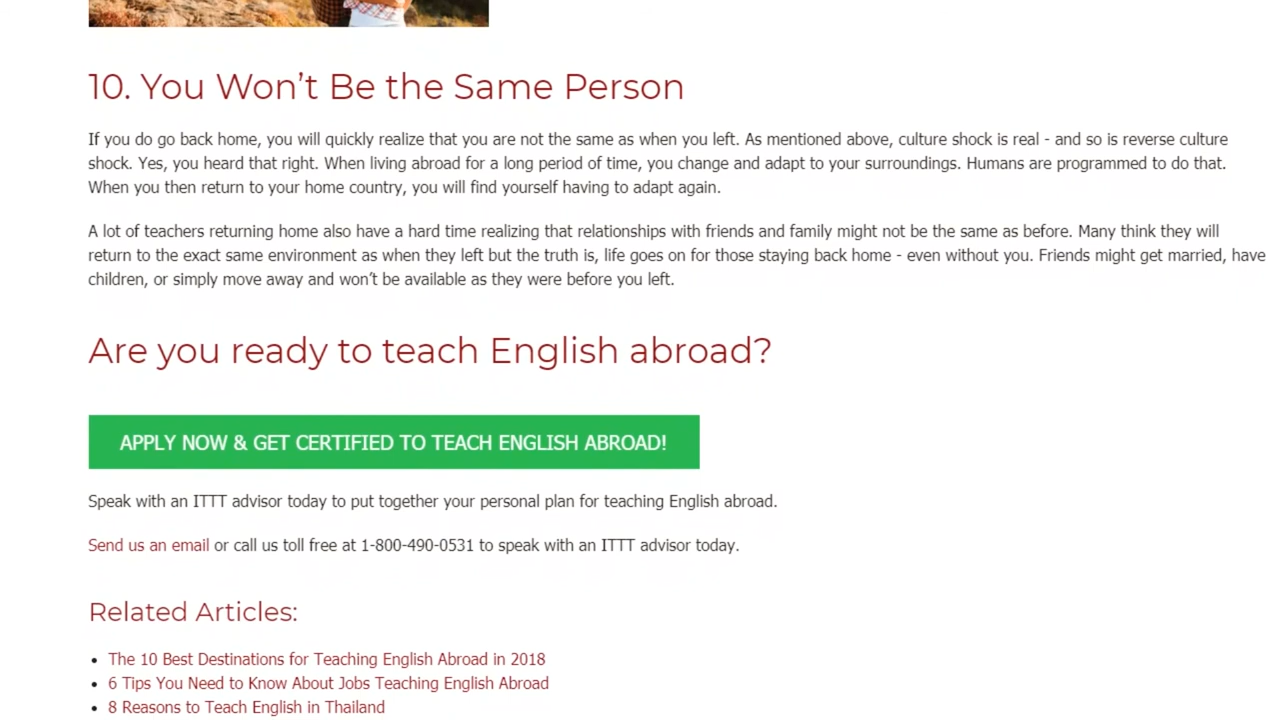 10. You Won’t Be the Same Person
If you do go back home, you will quickly realize that you are not the same as when you left. As mentioned above, culture shock is real - and so is reverse culture
shock. Yes, you heard that right. When living abroad for a long period of time, you change and adapt to your surroundings. Humans are programmed to do that.
When you then return to your home country, you will find yourself having to adapt again.
A lot of teachers returning home also have a hard time realizing that relationships with friends and family might not be the same as before. Many think they will
return to the exact same environment as when they left but the truth is, life goes on for those staying back home - even without you. Friends might get married, have
children, or simply move away and won’t be available as they were before you left.
Are you ready to teach English abroad?
APPLY NOW & GET CERTIFIED TO TEACH ENGLISH ABROAD!
Speak with an ITTT advisor today to put together your personal plan for teaching English abroad.
Send us an email or call us toll free at 1-800-490-0531 to speak with an ITTT advisor today.
Related Articles:
• The 10 Best Destinations for Teaching English Abroad in 2018
• 6 Tips You Need to Know About Jobs Teaching English Abroad
• 8 Reasons to Teach English in Thailand